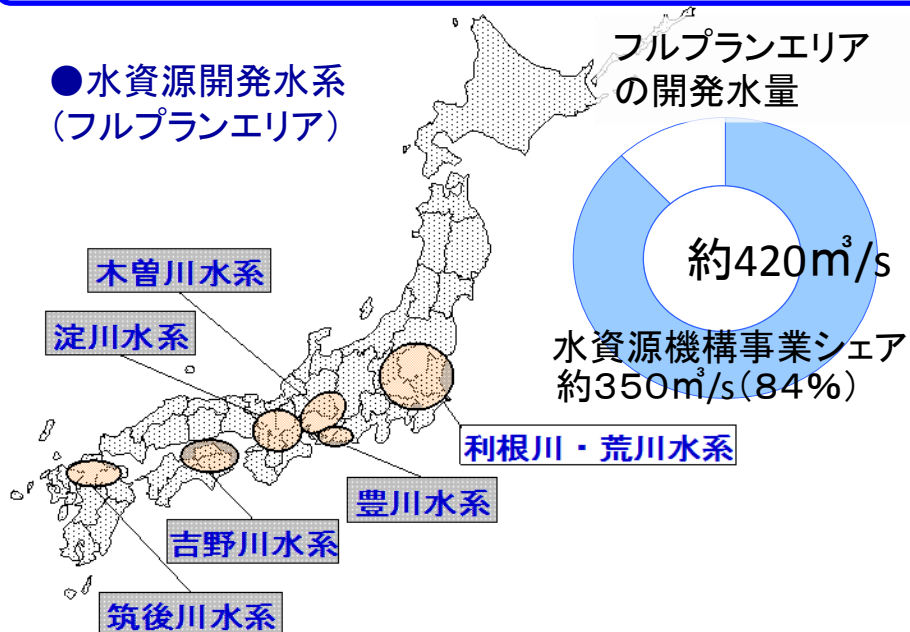 ●水資源開発水系
（フルプランエリア）
フルプランエリア
の開発水量
約420㎥/s
水資源機構事業シェア
約３５０㎥/s（８４％）
木曽川水系
淀川水系
利根川・荒川水系
豊川水系
吉野川水系
筑後川水系